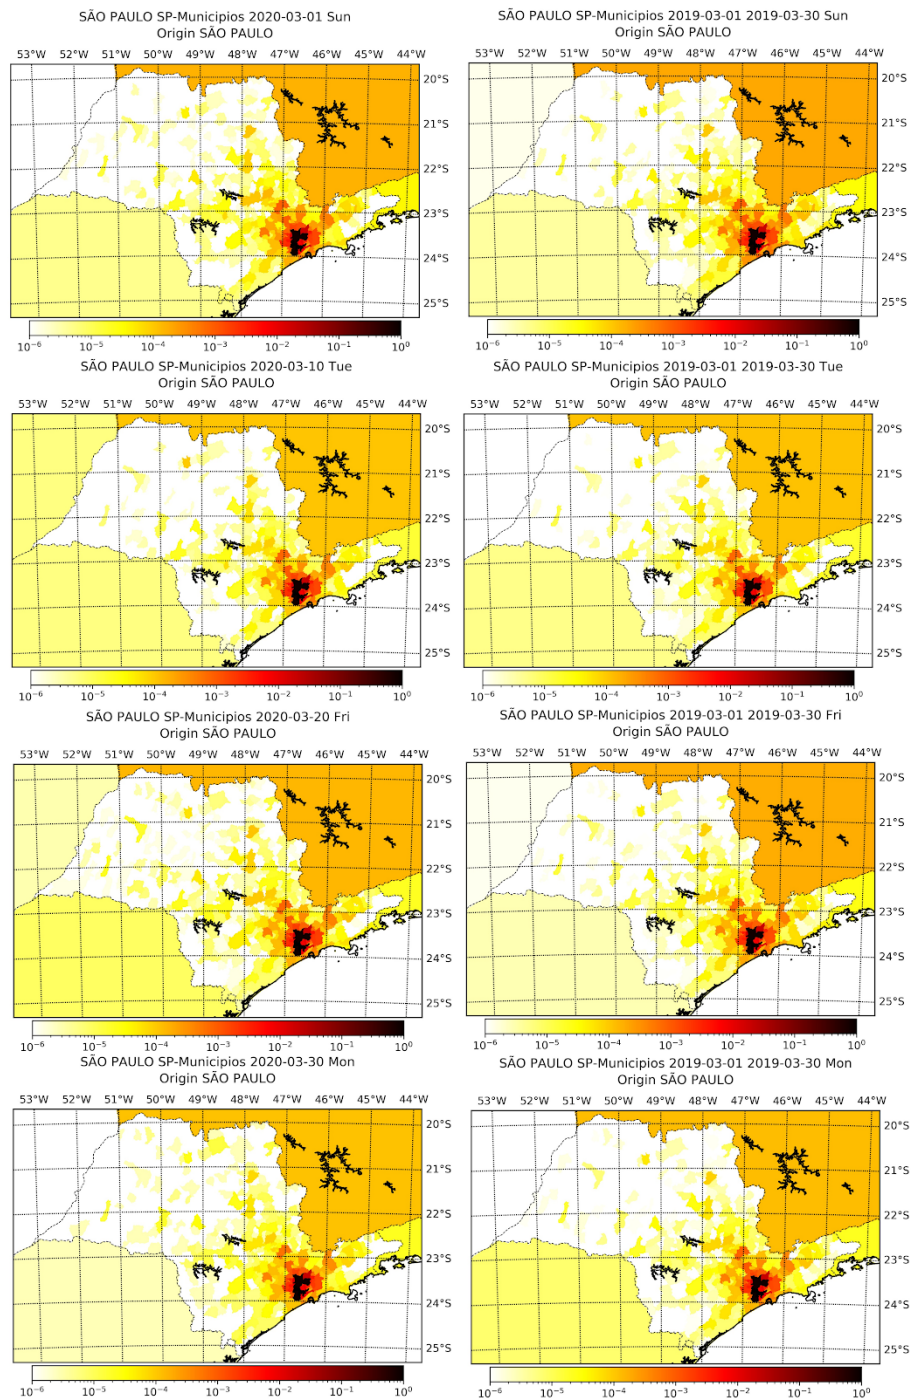 SÃO PAULO SP-Municipios 2020-03-01 Sun
Origin SÃO PAULO
53°W 52°W 51°W 50°W 49°W 48°W 47°W 46°W 45°W 44°W
20°S
21°S
22°S
23°S
24°S
25°S
10⁻⁶ 10⁻⁵ 10⁻⁴ 10⁻³ 10⁻² 10⁻¹ 10⁰
SÃO PAULO SP-Municipios 2019-03-01 2019-03-30 Sun
Origin SÃO PAULO
53°W 52°W 51°W 50°W 49°W 48°W 47°W 46°W 45°W 44°W
20°S
21°S
22°S
23°S
24°S
25°S
10⁻⁶ 10⁻⁵ 10⁻⁴ 10⁻³ 10⁻² 10⁻¹ 10⁰
SÃO PAULO SP-Municipios 2020-03-10 Tue
Origin SÃO PAULO
53°W 52°W 51°W 50°W 49°W 48°W 47°W 46°W 45°W 44°W
20°S
21°S
22°S
23°S
24°S
25°S
10⁻⁶ 10⁻⁵ 10⁻⁴ 10⁻³ 10⁻² 10⁻¹ 10⁰
SÃO PAULO SP-Municipios 2019-03-01 2019-03-30 Tue
Origin SÃO PAULO
53°W 52°W 51°W 50°W 49°W 48°W 47°W 46°W 45°W 44°W
20°S
21°S
22°S
23°S
24°S
25°S
10⁻⁶ 10⁻⁵ 10⁻⁴ 10⁻³ 10⁻² 10⁻¹ 10⁰
SÃO PAULO SP-Municipios 2020-03-20 Fri
Origin SÃO PAULO
53°W 52°W 51°W 50°W 49°W 48°W 47°W 46°W 45°W 44°W
20°S
21°S
22°S
23°S
24°S
25°S
10⁻⁶ 10⁻⁵ 10⁻⁴ 10⁻³ 10⁻² 10⁻¹ 10⁰
SÃO PAULO SP-Municipios 2019-03-01 2019-03-30 Fri
Origin SÃO PAULO
53°W 52°W 51°W 50°W 49°W 48°W 47°W 46°W 45°W 44°W
20°S
21°S
22°S
23°S
24°S
25°S
10⁻⁶ 10⁻⁵ 10⁻⁴ 10⁻³ 10⁻² 10⁻¹ 10⁰
SÃO PAULO SP-Municipios 2020-03-30 Mon
Origin SÃO PAULO
53°W 52°W 51°W 50°W 49°W 48°W 47°W 46°W 45°W 44°W
20°S
21°S
22°S
23°S
24°S
25°S
10⁻⁶ 10⁻⁵ 10⁻⁴ 10⁻³ 10⁻² 10⁻¹ 10⁰
SÃO PAULO SP-Municipios 2019-03-01 2019-03-30 Mon
Origin SÃO PAULO
53°W 52°W 51°W 50°W 49°W 48°W 47°W 46°W 45°W 44°W
20°S
21°S
22°S
23°S
24°S
25°S
10⁻⁶ 10⁻⁵ 10⁻⁴ 10⁻³ 10⁻² 10⁻¹ 10⁰